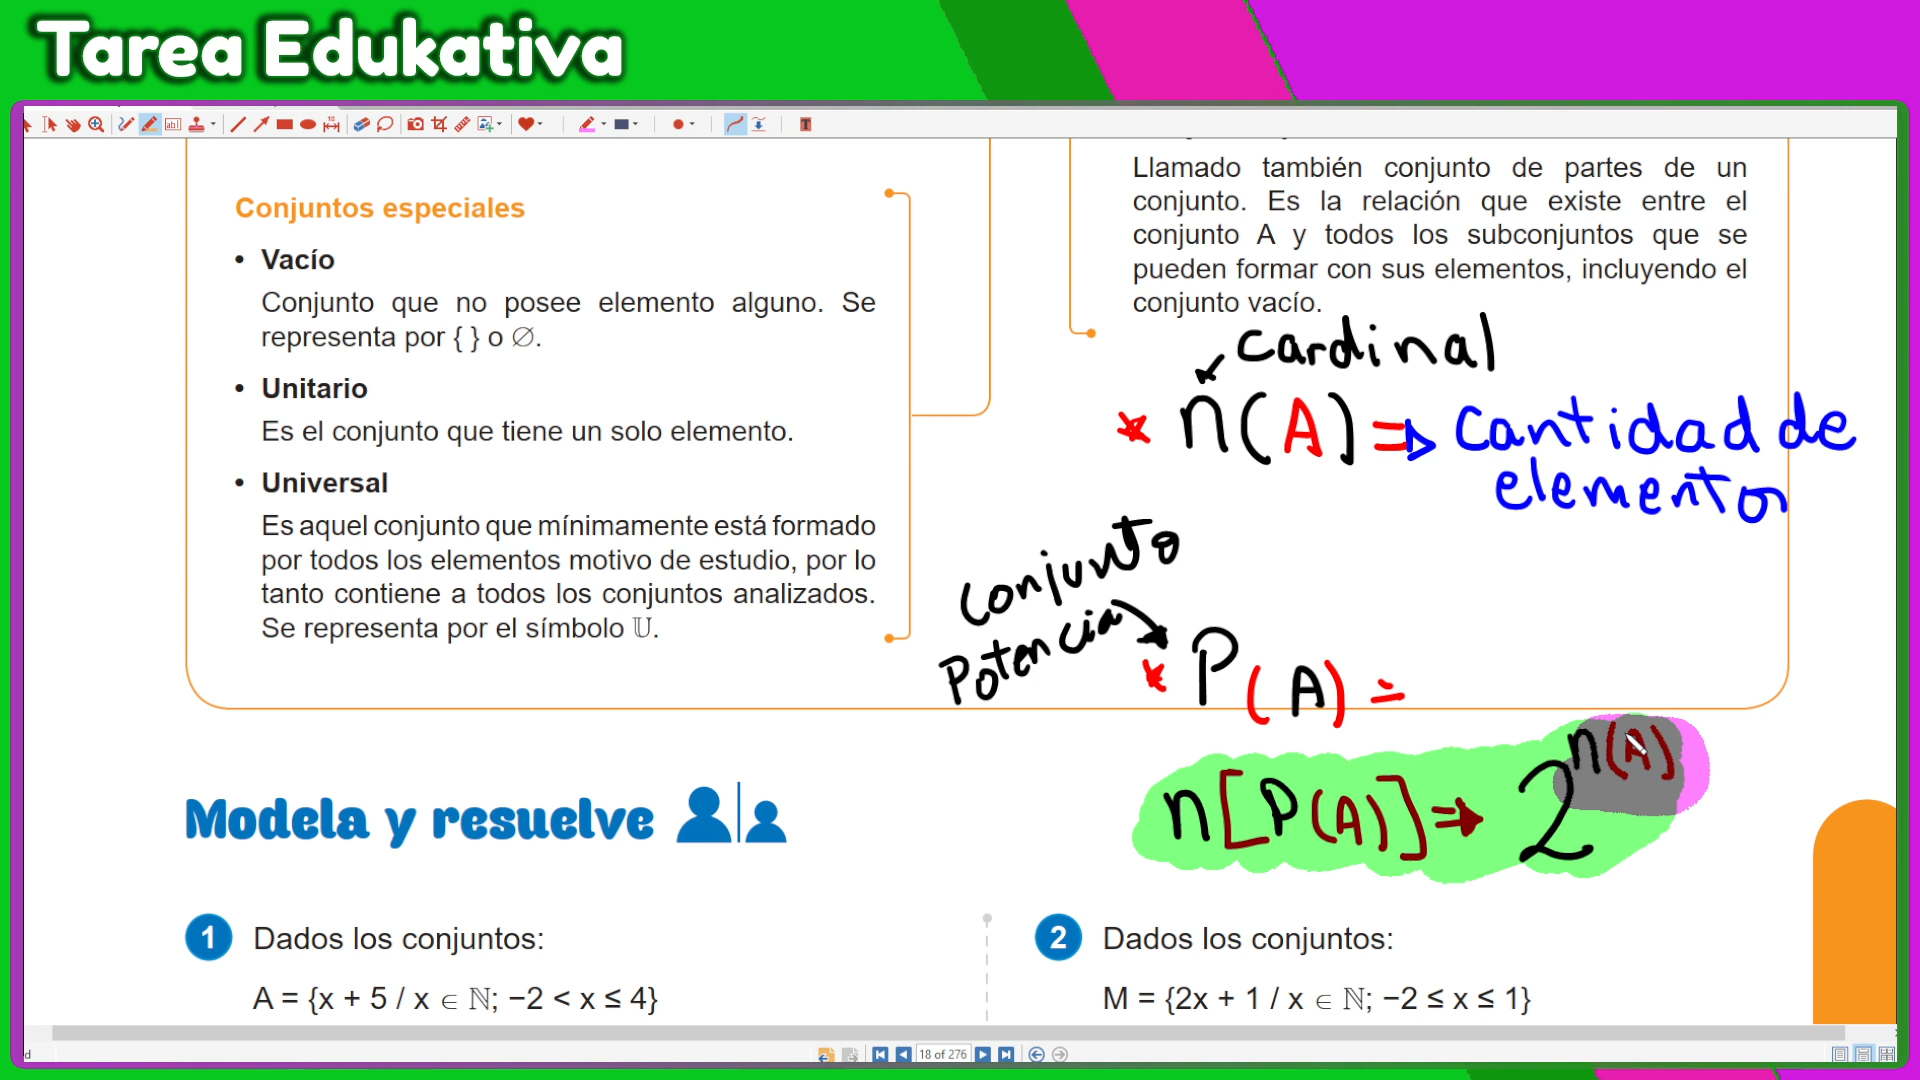 Tarea Edukativa
Conjuntos especiales
• Vacío
Conjunto que no posee elemento alguno. Se
representa por { } o ∅.
• Unitario
Es el conjunto que tiene un solo elemento.
• Universal
Es aquel conjunto que mínimamente está formado
por todos los elementos motivo de estudio, por lo
tanto contiene a todos los conjuntos analizados.
Se representa por el símbolo 𝕌.
Llamado también conjunto de partes de un
conjunto. Es la relación que existe entre el
conjunto A y todos los subconjuntos que se
pueden formar con sus elementos, incluyendo el
conjunto vacío.
cardinal
* n(A) ⇒ cantidad de
elementos
Conjunto
Potencia
* P(A) =
n[P(A)] ⇒ 2^n(A)
Modela y resuelve
1 Dados los conjuntos:
A = {x + 5 / x ∈ ℕ; −2 < x ≤ 4}
2 Dados los conjuntos:
M = {2x + 1 / x ∈ ℕ; −2 ≤ x ≤ 1}
18 of 276